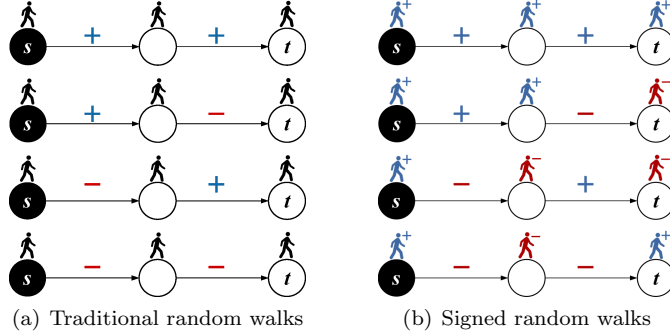 + + + + +
s + + t s + + t
+ + −
s + − t s + − t
+ − −
s − + t s − + t
+ − +
s − − t s − − t
(a) Traditional random walks (b) Signed random walks